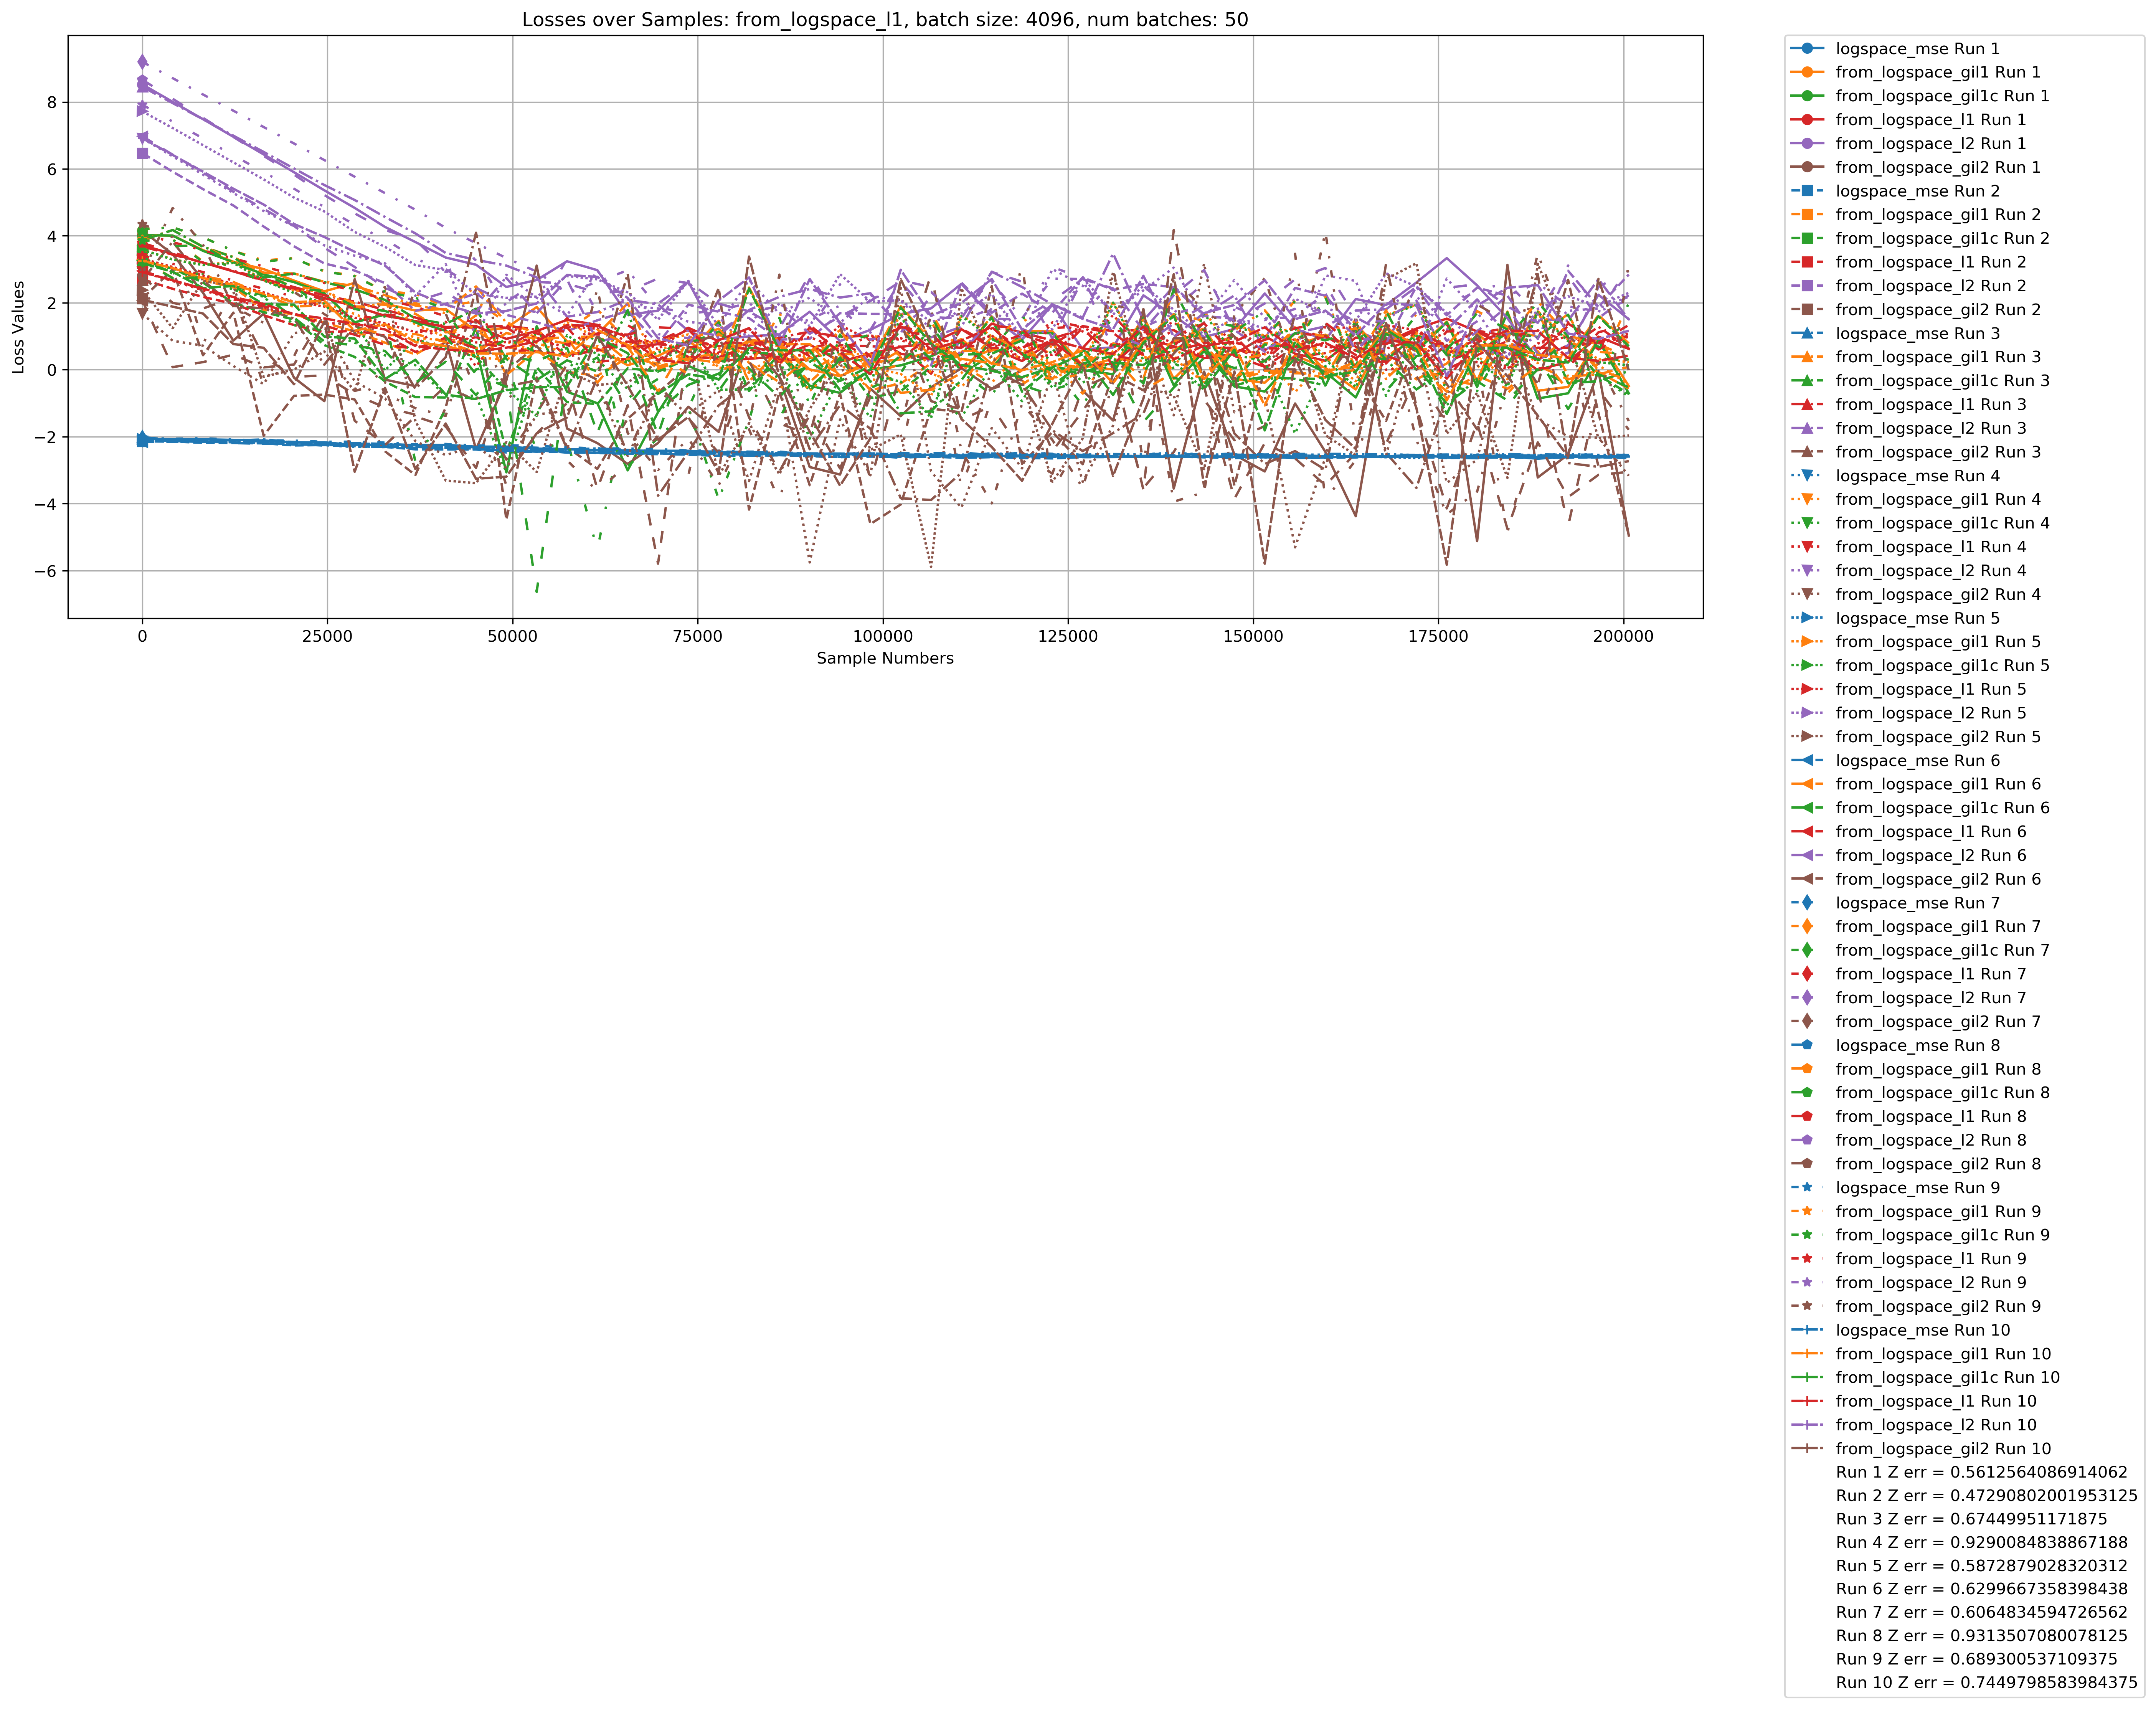 Losses over Samples: from_logspace_l1, batch size: 4096, num batches: 50
Loss Values
8
6
4
2
0
−2
−4
−6
0 25000 50000 75000 100000 125000 150000 175000 200000
Sample Numbers
logspace_mse Run 1
from_logspace_gil1 Run 1
from_logspace_gil1c Run 1
from_logspace_l1 Run 1
from_logspace_l2 Run 1
from_logspace_gil2 Run 1
logspace_mse Run 2
from_logspace_gil1 Run 2
from_logspace_gil1c Run 2
from_logspace_l1 Run 2
from_logspace_l2 Run 2
from_logspace_gil2 Run 2
logspace_mse Run 3
from_logspace_gil1 Run 3
from_logspace_gil1c Run 3
from_logspace_l1 Run 3
from_logspace_l2 Run 3
from_logspace_gil2 Run 3
logspace_mse Run 4
from_logspace_gil1 Run 4
from_logspace_gil1c Run 4
from_logspace_l1 Run 4
from_logspace_l2 Run 4
from_logspace_gil2 Run 4
logspace_mse Run 5
from_logspace_gil1 Run 5
from_logspace_gil1c Run 5
from_logspace_l1 Run 5
from_logspace_l2 Run 5
from_logspace_gil2 Run 5
logspace_mse Run 6
from_logspace_gil1 Run 6
from_logspace_gil1c Run 6
from_logspace_l1 Run 6
from_logspace_l2 Run 6
from_logspace_gil2 Run 6
logspace_mse Run 7
from_logspace_gil1 Run 7
from_logspace_gil1c Run 7
from_logspace_l1 Run 7
from_logspace_l2 Run 7
from_logspace_gil2 Run 7
logspace_mse Run 8
from_logspace_gil1 Run 8
from_logspace_gil1c Run 8
from_logspace_l1 Run 8
from_logspace_l2 Run 8
from_logspace_gil2 Run 8
logspace_mse Run 9
from_logspace_gil1 Run 9
from_logspace_gil1c Run 9
from_logspace_l1 Run 9
from_logspace_l2 Run 9
from_logspace_gil2 Run 9
logspace_mse Run 10
from_logspace_gil1 Run 10
from_logspace_gil1c Run 10
from_logspace_l1 Run 10
from_logspace_l2 Run 10
from_logspace_gil2 Run 10
Run 1 Z err = 0.5612564086914062
Run 2 Z err = 0.47290802001953125
Run 3 Z err = 0.67449951171875
Run 4 Z err = 0.9290084838867188
Run 5 Z err = 0.5872879028320312
Run 6 Z err = 0.6299667358398438
Run 7 Z err = 0.6064834594726562
Run 8 Z err = 0.9313507080078125
Run 9 Z err = 0.689300537109375
Run 10 Z err = 0.7449798583984375